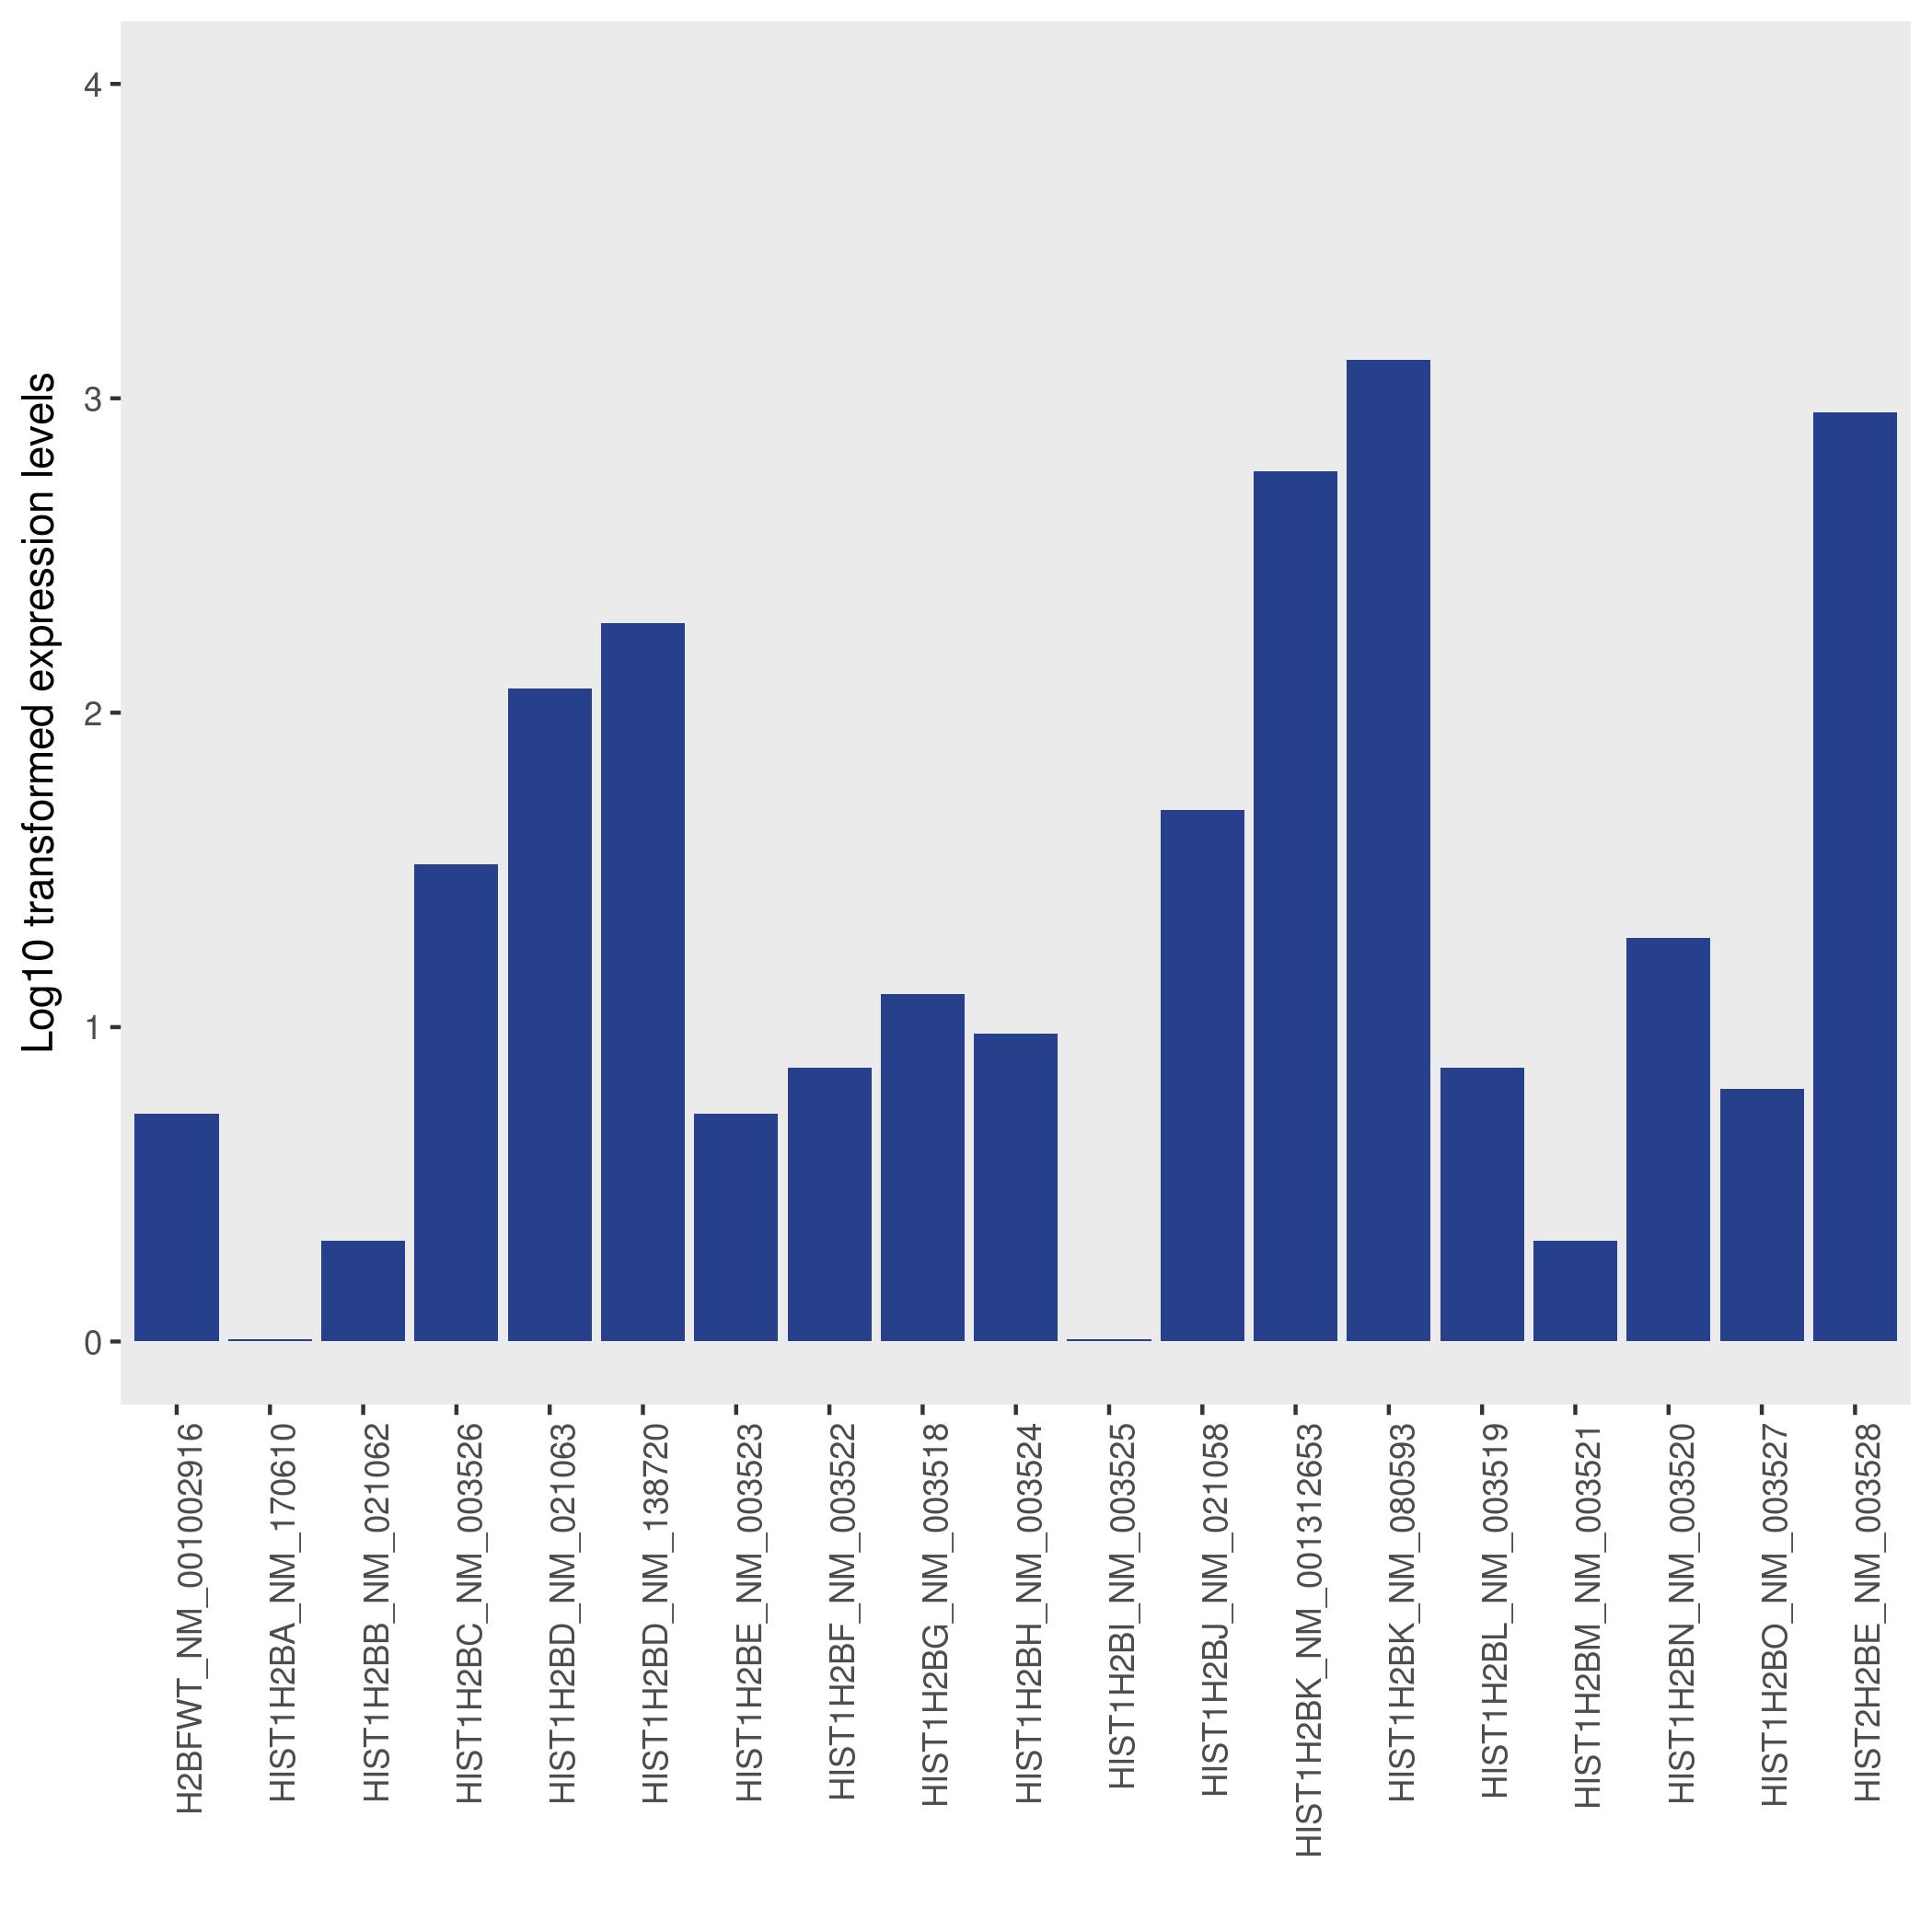 Log10 transformed expression levels
4
3
2
1
0
H2BFWT_NM_001002916
HIST1H2BA_NM_170610
HIST1H2BB_NM_021062
HIST1H2BC_NM_003526
HIST1H2BD_NM_021063
HIST1H2BD_NM_138720
HIST1H2BE_NM_003523
HIST1H2BF_NM_003522
HIST1H2BG_NM_003518
HIST1H2BH_NM_003524
HIST1H2BI_NM_003525
HIST1H2BJ_NM_021058
HIST1H2BK_NM_001312653
HIST1H2BK_NM_080593
HIST1H2BL_NM_003519
HIST1H2BM_NM_003521
HIST1H2BN_NM_003520
HIST1H2BO_NM_003527
HIST2H2BE_NM_003528